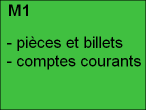 M1
- pièces et billets
- comptes courants